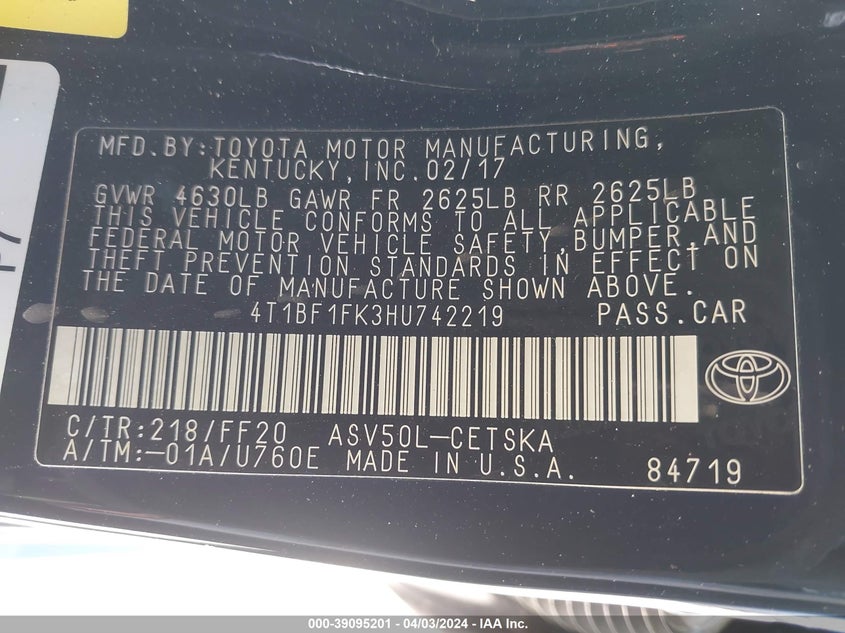 MFD.BY:TOYOTA MOTOR MANUFACTURING,
KENTUCKY,INC.02/17
GVWR 4630LB GAWR FR 2625LB RR 2625LB
THIS VEHICLE CONFORMS TO ALL APPLICABLE
FEDERAL MOTOR VEHICLE SAFETY,BUMPER,AND
THEFT PREVENTION STANDARDS IN EFFECT ON
THE DATE OF MANUFACTURE SHOWN ABOVE.
4T1BF1FK3HU742219 PASS.CAR
C/TR:218/FF20 ASV50L-CETSKA
A/TM:-01A/U760E MADE IN U.S.A. 84719
000-39095201 - 04/03/2024 - IAA Inc.